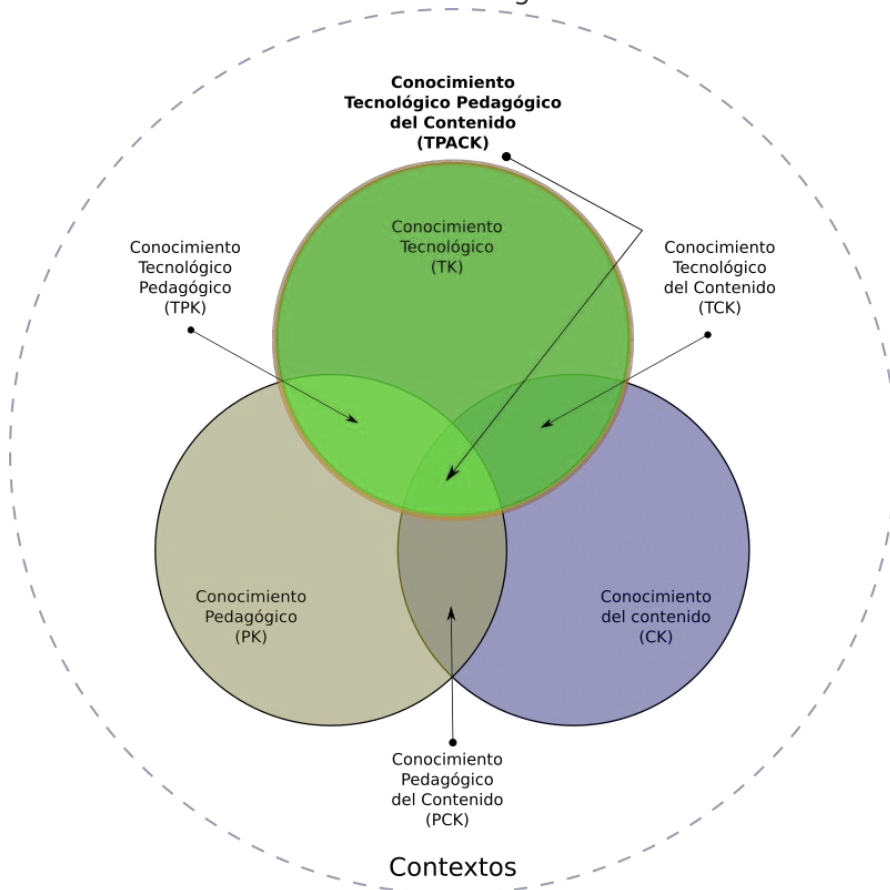 Conocimiento
Tecnológico Pedagógico
del Contenido
(TPACK)
Conocimiento
Tecnológico
(TK)
Conocimiento
Tecnológico
Pedagógico
(TPK)
Conocimiento
Tecnológico
del Contenido
(TCK)
Conocimiento
Pedagógico
(PK)
Conocimiento
del contenido
(CK)
Conocimiento
Pedagógico
del Contenido
(PCK)
Contextos